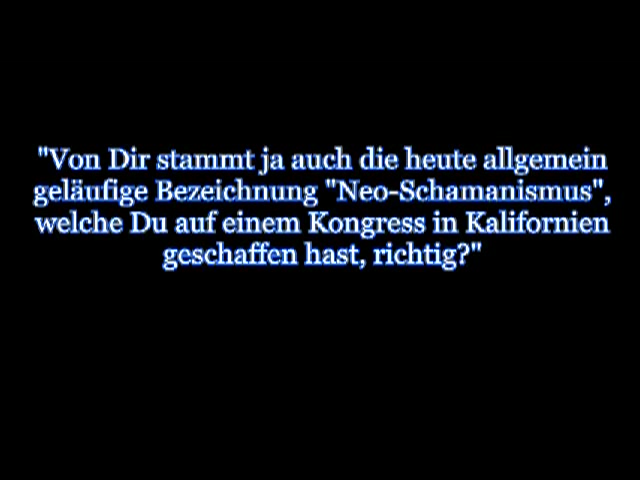 "Von Dir stammt ja auch die heute allgemein
geläufige Bezeichnung "Neo-Schamanismus",
welche Du auf einem Kongress in Kalifornien
geschaffen hast, richtig?"